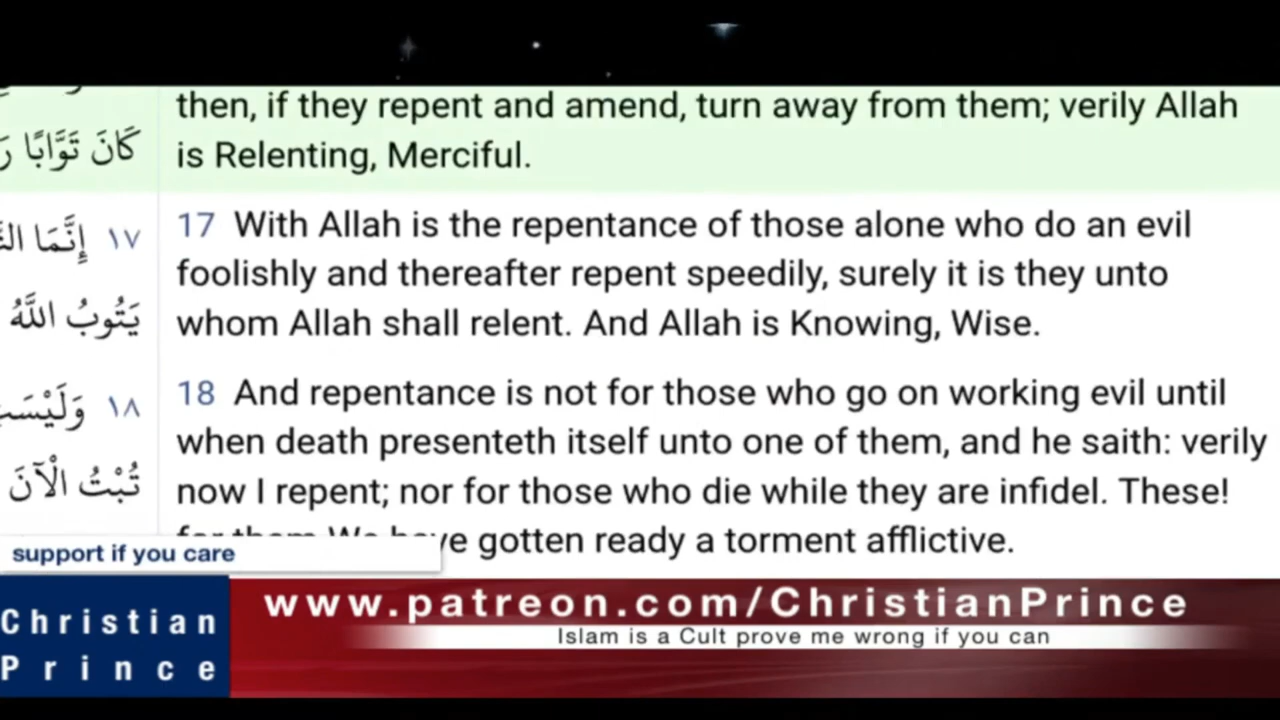 then, if they repent and amend, turn away from them; verily Allah
is Relenting, Merciful.
كَانَ تَوَّابًا
17 With Allah is the repentance of those alone who do an evil
foolishly and thereafter repent speedily, surely it is they unto
whom Allah shall relent. And Allah is Knowing, Wise.
١٧ إِنَّمَا
يَتُوبُ اللَّهُ
18 And repentance is not for those who go on working evil until
when death presenteth itself unto one of them, and he saith: verily
now I repent; nor for those who die while they are infidel. These!
for them We have gotten ready a torment afflictive.
١٨
تُبْتُ الْآنَ
support if you care
Christian
Prince
www.patreon.com/ChristianPrince
Islam is a Cult prove me wrong if you can